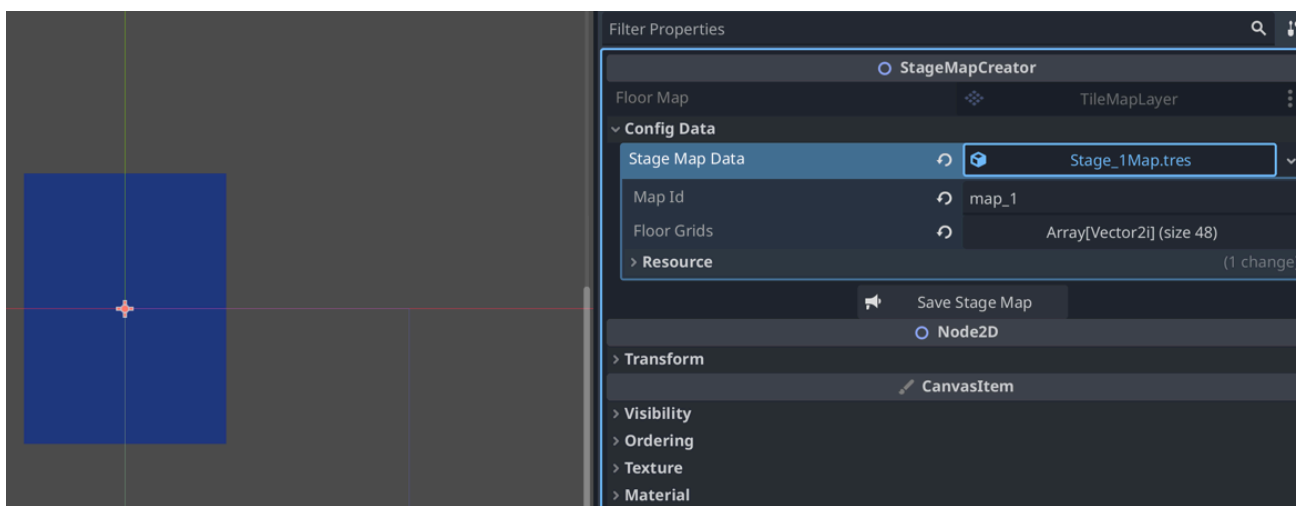 Filter Properties
StageMapCreator
Floor Map TileMapLayer
Config Data
Stage Map Data Stage_1Map.tres
Map Id map_1
Floor Grids Array[Vector2i] (size 48)
Resource (1 change
Save Stage Map
Node2D
Transform
CanvasItem
Visibility
Ordering
Texture
Material